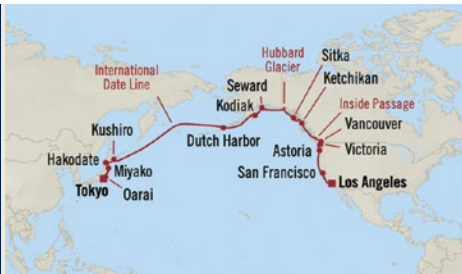 Hubbard
Glacier
Sitka
Ketchikan
International
Date Line
Seward
Kodiak
Inside Passage
Vancouver
Kushiro
Dutch Harbor
Victoria
Hakodate
Astoria
Miyako
San Francisco
Los Angeles
Tokyo
Oarai